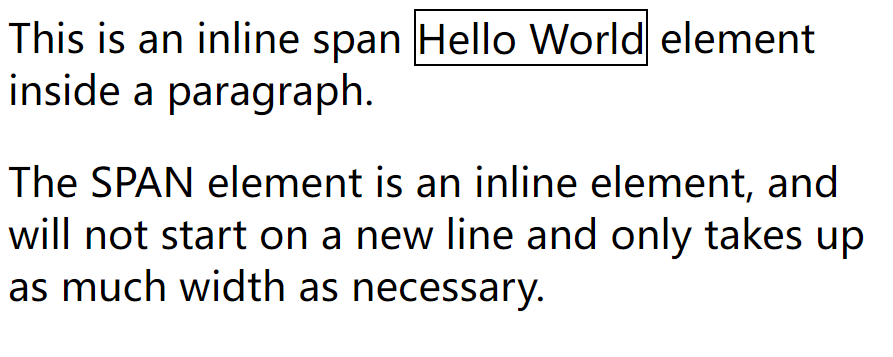 This is an inline span Hello World element
inside a paragraph.
The SPAN element is an inline element, and
will not start on a new line and only takes up
as much width as necessary.